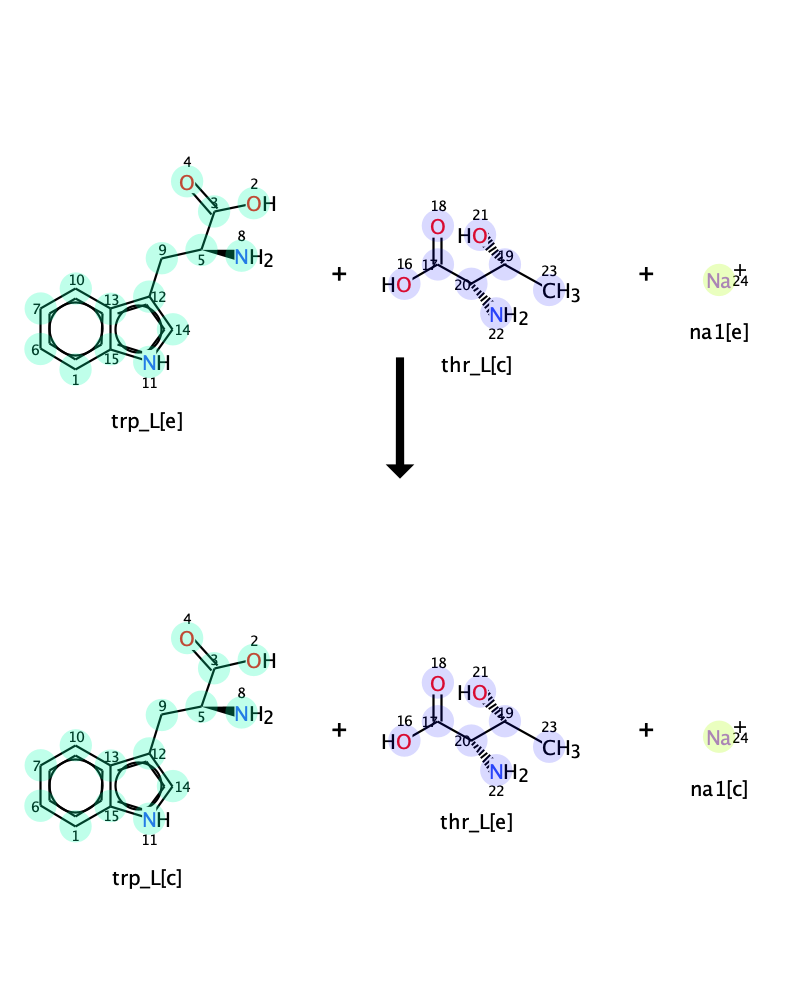 4
2
O
3
OH
8
9
5
NH2
10
12
7
13
14
6
15
NH
1
11
trp_L[e]
+
18
21
O
HO
16
17
19
23
HO
20
CH3
NH2
22
thr_L[c]
+
Na
+
24
na1[e]
4
2
O
3
OH
8
9
5
NH2
10
12
7
13
14
6
15
NH
1
11
trp_L[c]
+
18
21
O
HO
16
17
19
23
HO
20
CH3
NH2
22
thr_L[e]
+
Na
+
24
na1[c]